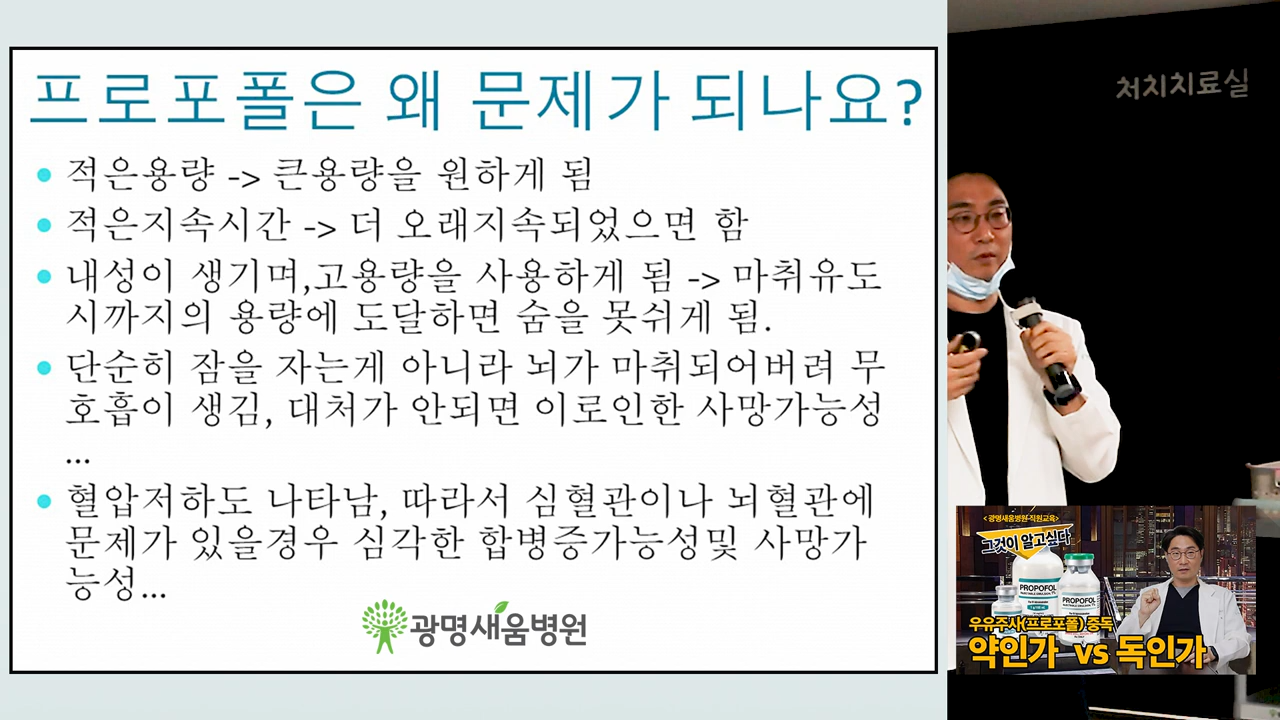 프로포폴은 왜 문제가 되나요?
적은용량 -> 큰용량을 원하게 됨
적은지속시간 -> 더 오래지속되었으면 함
내성이 생기며,고용량을 사용하게 됨 -> 마취유도
시까지의 용량에 도달하면 숨을 못쉬게 됨.
단순히 잠을 자는게 아니라 뇌가 마취되어버려 무
호흡이 생김, 대처가 안되면 이로인한 사망가능성
...
혈압저하도 나타남, 따라서 심혈관이나 뇌혈관에
문제가 있을경우 심각한 합병증가능성및 사망가
능성...
광명새움병원
처치치료실
<광명새움병원-직원교육>
그것이 알고싶다
PROPOFOL
PROPOFOL
우유주사(프로포폴) 중독
약인가 vs 독인가